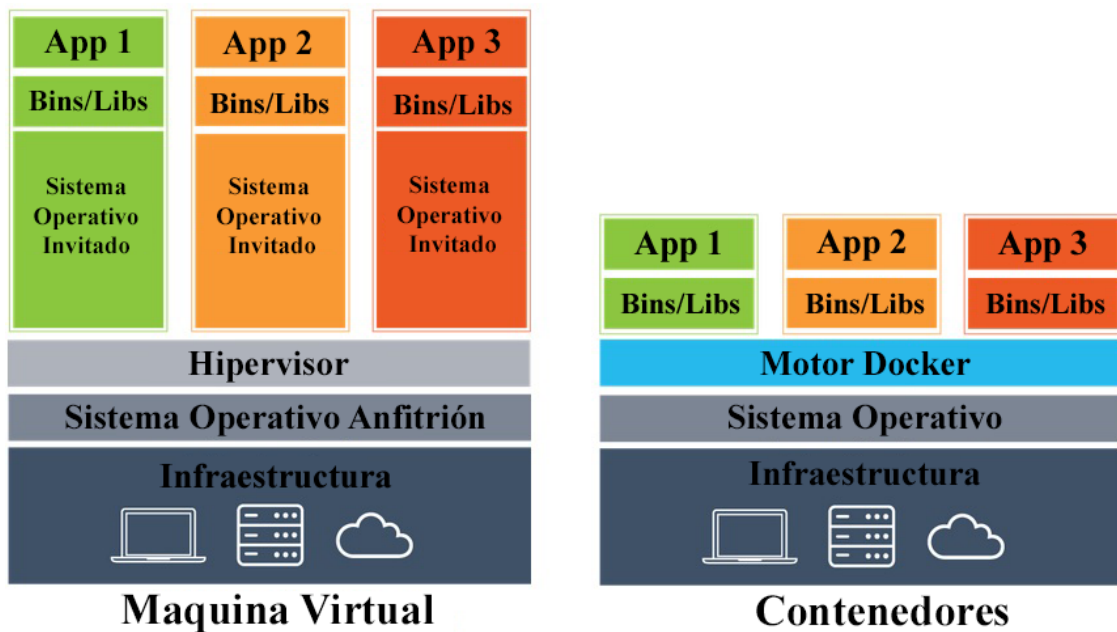 App 1
App 2
App 3
Bins/Libs
Bins/Libs
Bins/Libs
Sistema
Operativo
Invitado
Sistema
Operativo
Invitado
Sistema
Operativo
Invitado
Hipervisor
Sistema Operativo Anfitrión
Infraestructura
Maquina Virtual
App 1
App 2
App 3
Bins/Libs
Bins/Libs
Bins/Libs
Motor Docker
Sistema Operativo
Infraestructura
Contenedores